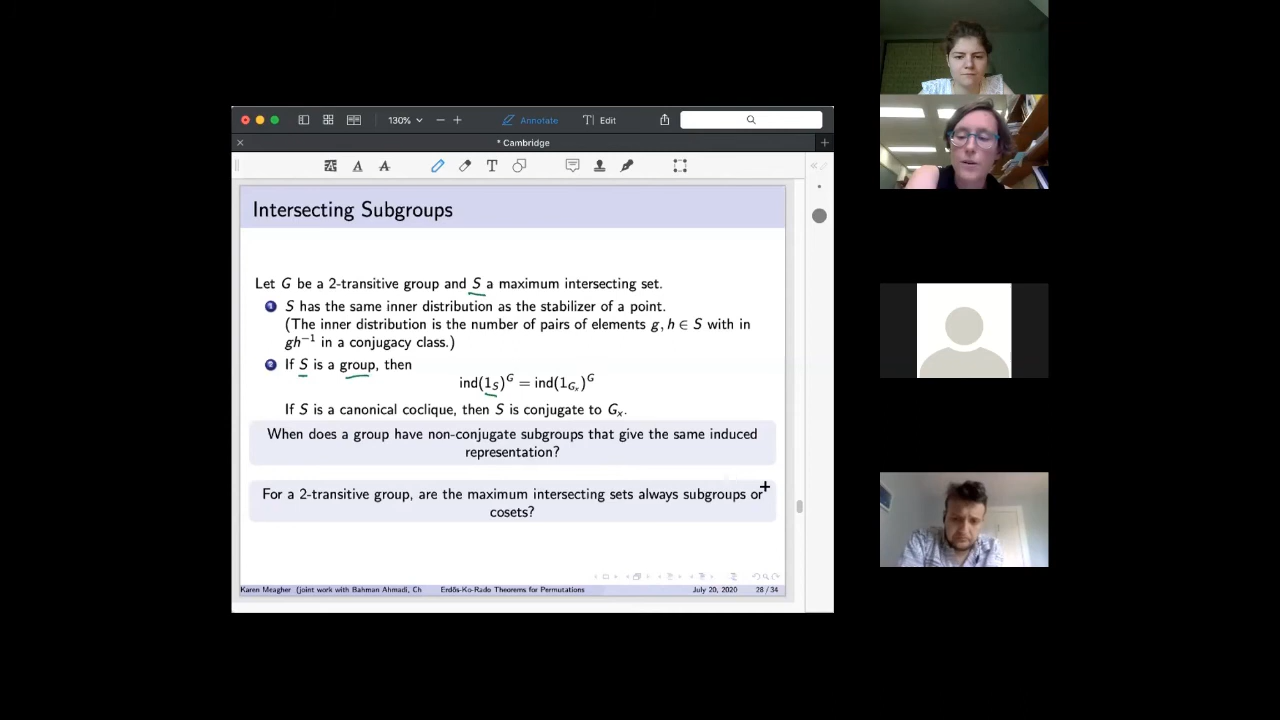 130%
Annotate
Edit
* Cambridge
Intersecting Subgroups
Let G be a 2-transitive group and S a maximum intersecting set.
1 S has the same inner distribution as the stabilizer of a point.
(The inner distribution is the number of pairs of elements g, h ∈ S with in
gh⁻¹ in a conjugacy class.)
2 If S is a group, then
ind(1_S)^G = ind(1_{G_x})^G
If S is a canonical coclique, then S is conjugate to G_x.
When does a group have non-conjugate subgroups that give the same induced
representation?
For a 2-transitive group, are the maximum intersecting sets always subgroups or
cosets?
Karen Meagher (joint work with Bahman Ahmadi, Ch
Erdős-Ko-Rado Theorems for Permutations
July 20, 2020
28 / 34